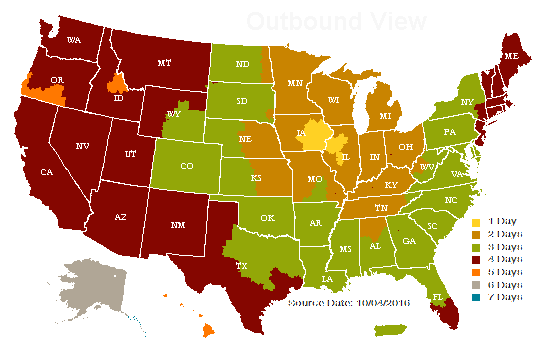 Outbound View
WA
MT
ND
ME
OR
ID
MN
WI
SD
WY
MI
NY
IA
PA
NE
NV
UT
IL
IN
OH
CO
WV
VA
CA
KS
MO
KY
NC
TN
AZ
NM
OK
AR
SC
MS
AL
GA
TX
LA
FL
1 Day
2 Days
3 Days
4 Days
5 Days
6 Days
7 Days
Source Date: 10/04/2016